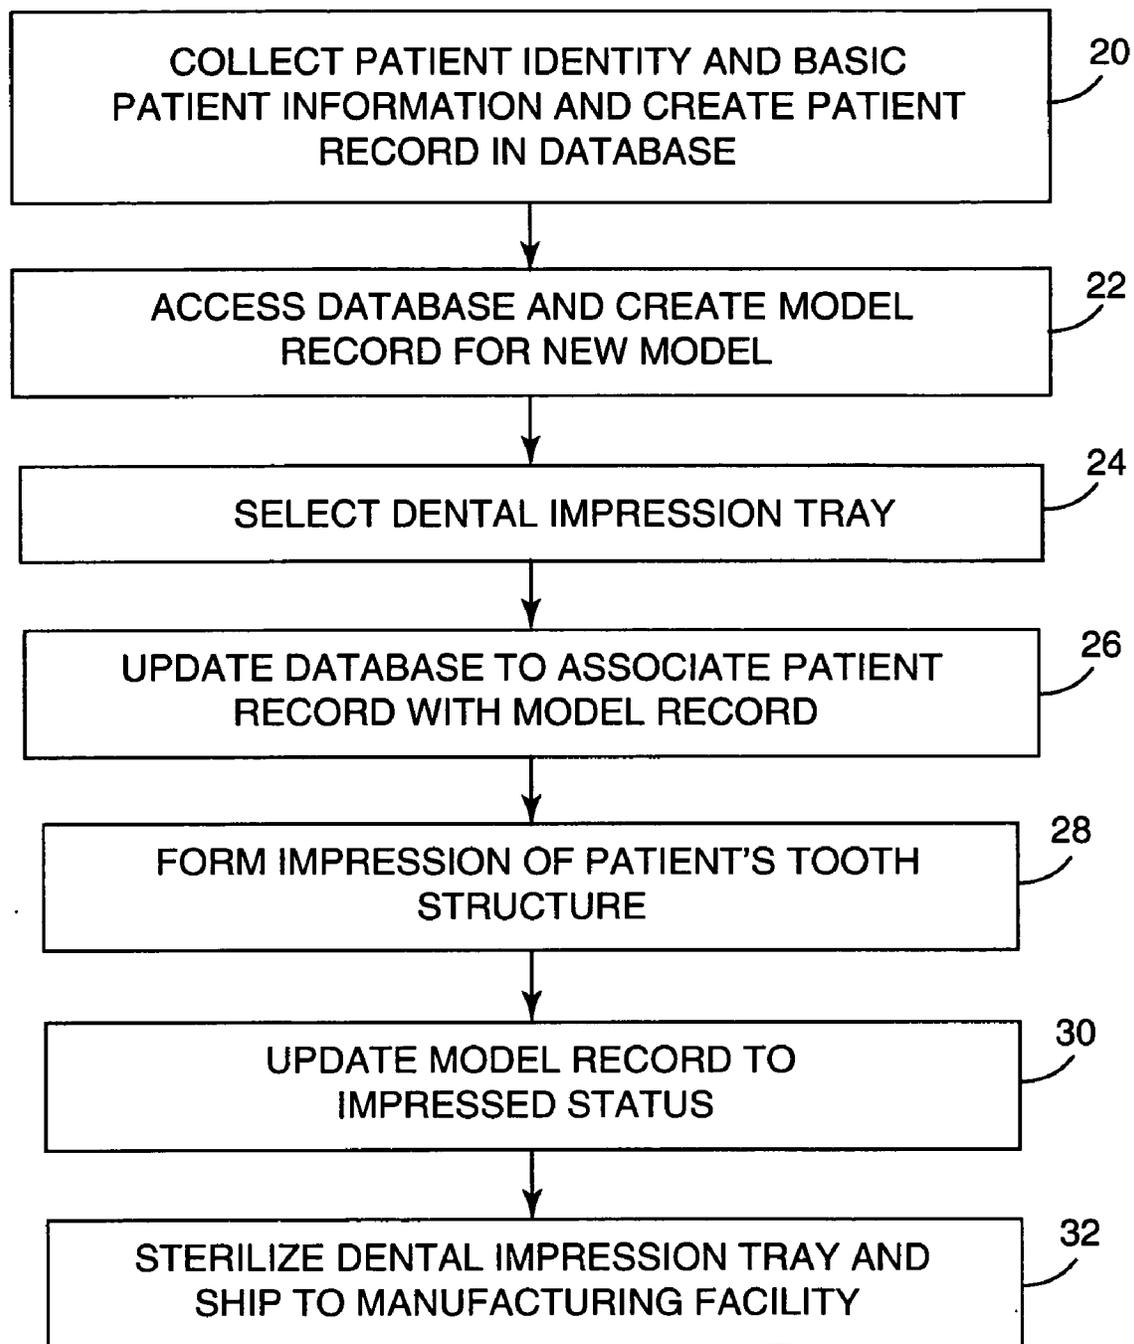 COLLECT PATIENT IDENTITY AND BASIC
PATIENT INFORMATION AND CREATE PATIENT
RECORD IN DATABASE
20
ACCESS DATABASE AND CREATE MODEL
RECORD FOR NEW MODEL
22
SELECT DENTAL IMPRESSION TRAY
24
UPDATE DATABASE TO ASSOCIATE PATIENT
RECORD WITH MODEL RECORD
26
FORM IMPRESSION OF PATIENT'S TOOTH
STRUCTURE
28
UPDATE MODEL RECORD TO
IMPRESSED STATUS
30
STERILIZE DENTAL IMPRESSION TRAY AND
SHIP TO MANUFACTURING FACILITY
32